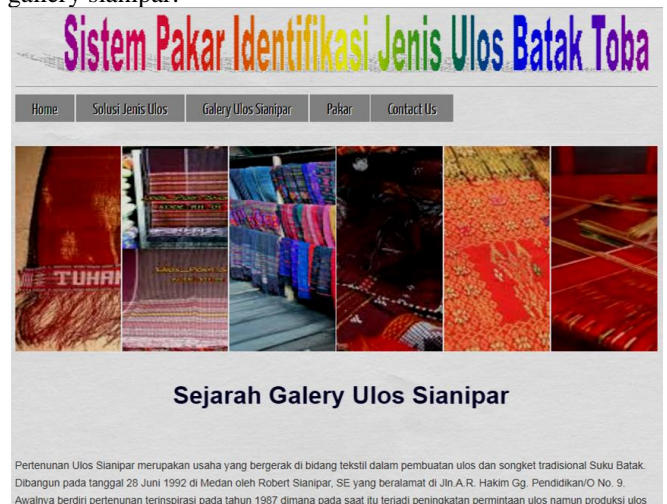 gallery sianipar.
Sistem Pakar Identifikasi Jenis Ulos Batak Toba
Home Solusi Jenis Ulos Galery Ulos Sianipar Pakar Contact Us
TUHAN
Sejarah Galery Ulos Sianipar
Pertenunan Ulos Sianipar merupakan usaha yang bergerak di bidang tekstil dalam pembuatan ulos dan songket tradisional Suku Batak.
Dibangun pada tanggal 28 Juni 1992 di Medan oleh Robert Sianipar, SE yang beralamat di Jln.A.R. Hakim Gg. Pendidikan/O No. 9.
Awalnya berdiri pertenunan terinspirasi pada tahun 1987 dimana pada saat itu terjadi peningkatan permintaan ulos namun produksi ulos